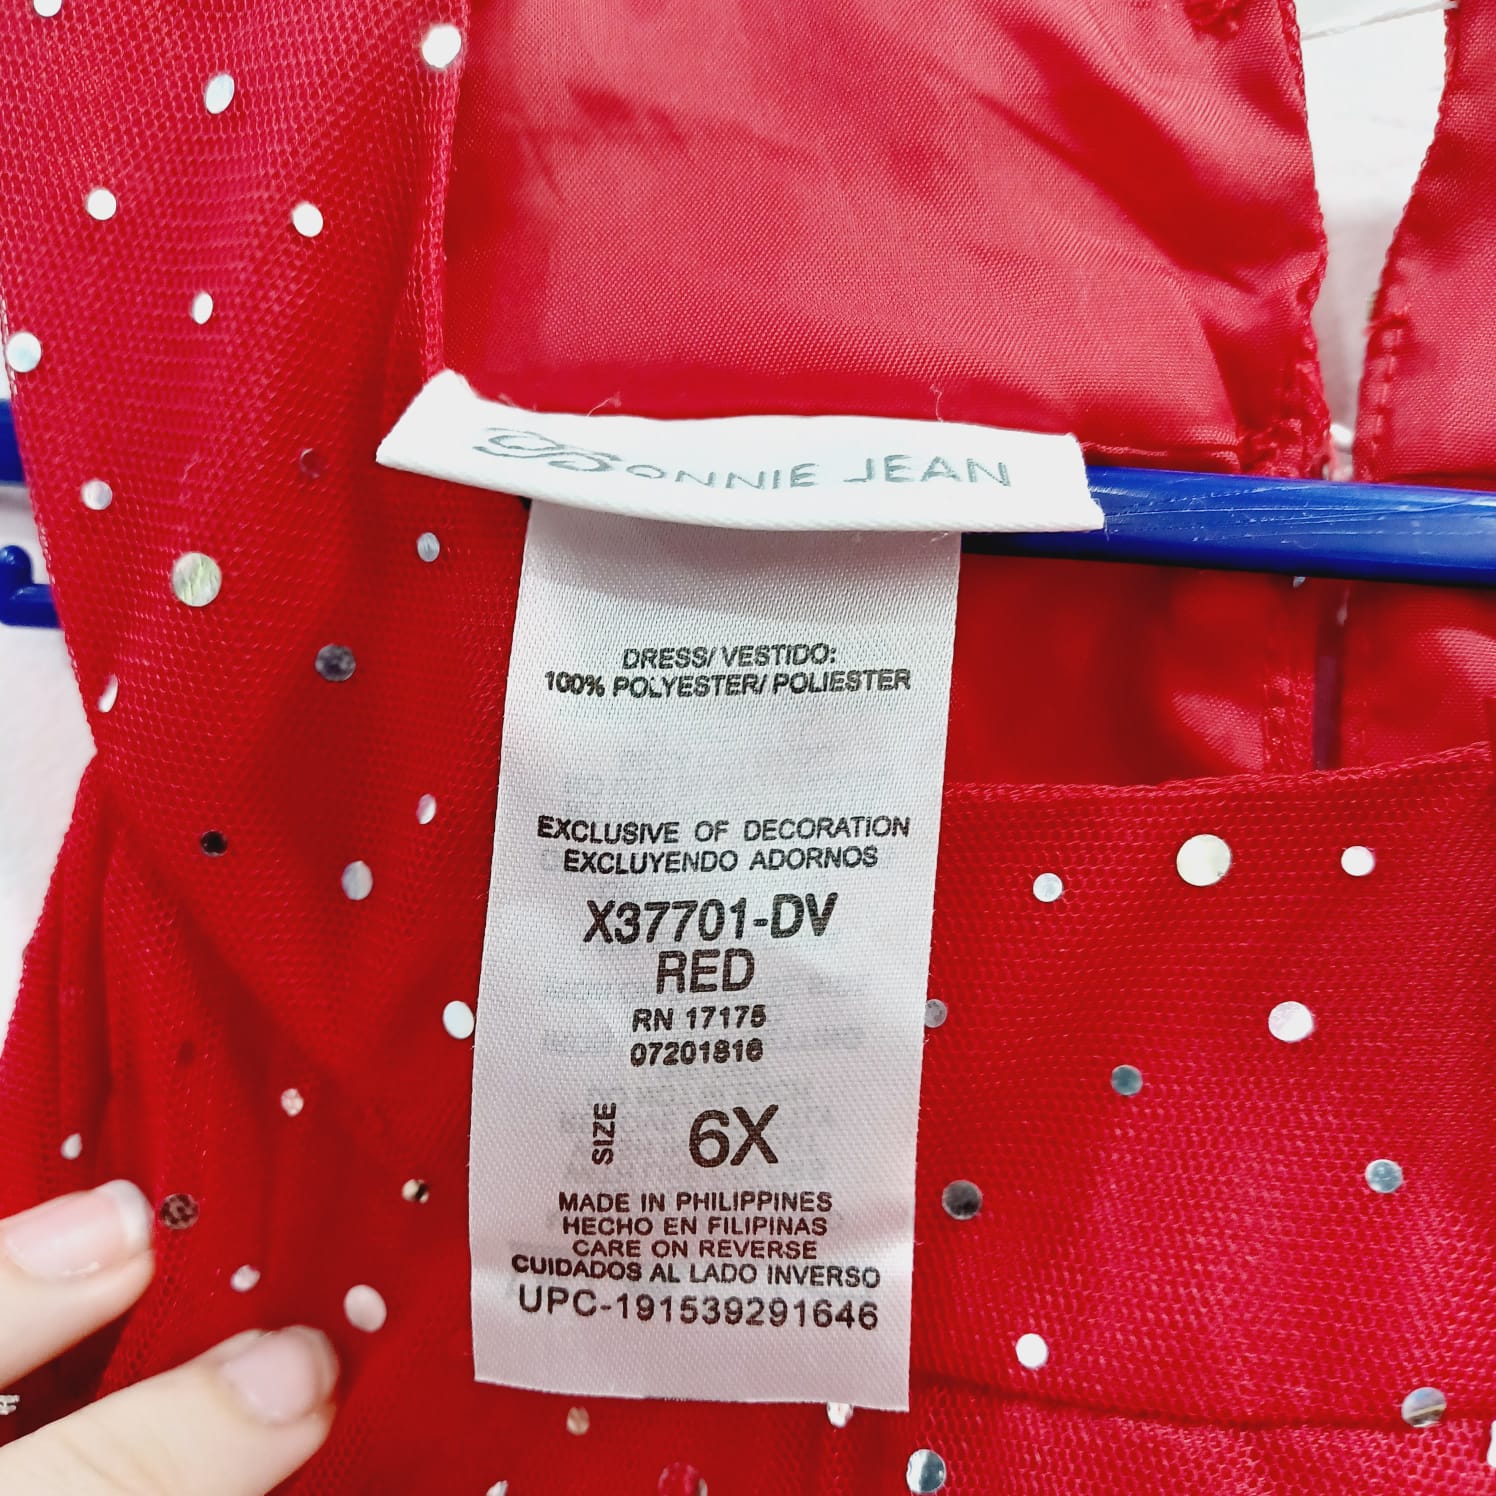 BONNIE JEAN
DRESS/VESTIDO:
100% POLYESTER/POLIESTER
EXCLUSIVE OF DECORATION
EXCLUYENDO ADORNOS
X37701-DV
RED
RN 17175
07201816
SIZE 6X
MADE IN PHILIPPINES
HECHO EN FILIPINAS
CARE ON REVERSE
CUIDADOS AL LADO INVERSO
UPC-191539291646